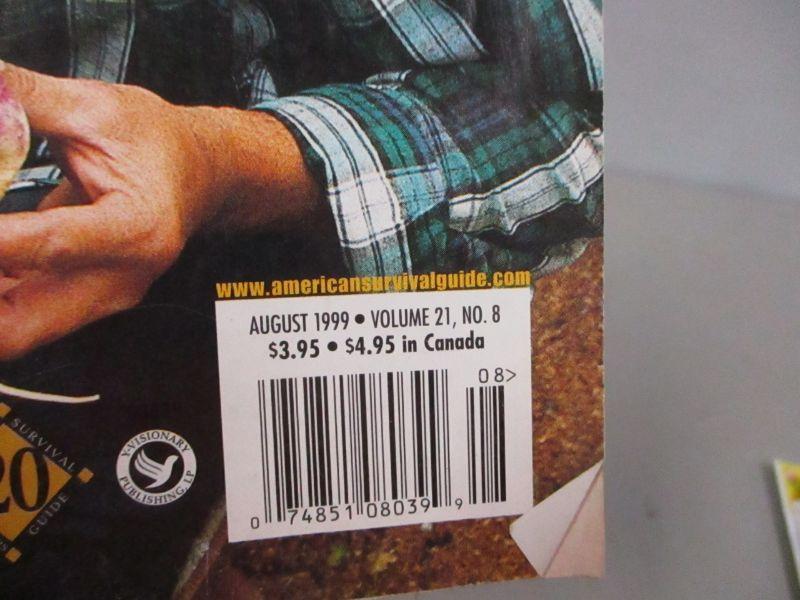 www.americansurvivalguide.com
AUGUST 1999 • VOLUME 21, NO. 8
$3.95 • $4.95 in Canada
08>
0 74851 08039 9
SURVIVAL
20
GUIDE
Y-VISIONARY
PUBLISHING, LP